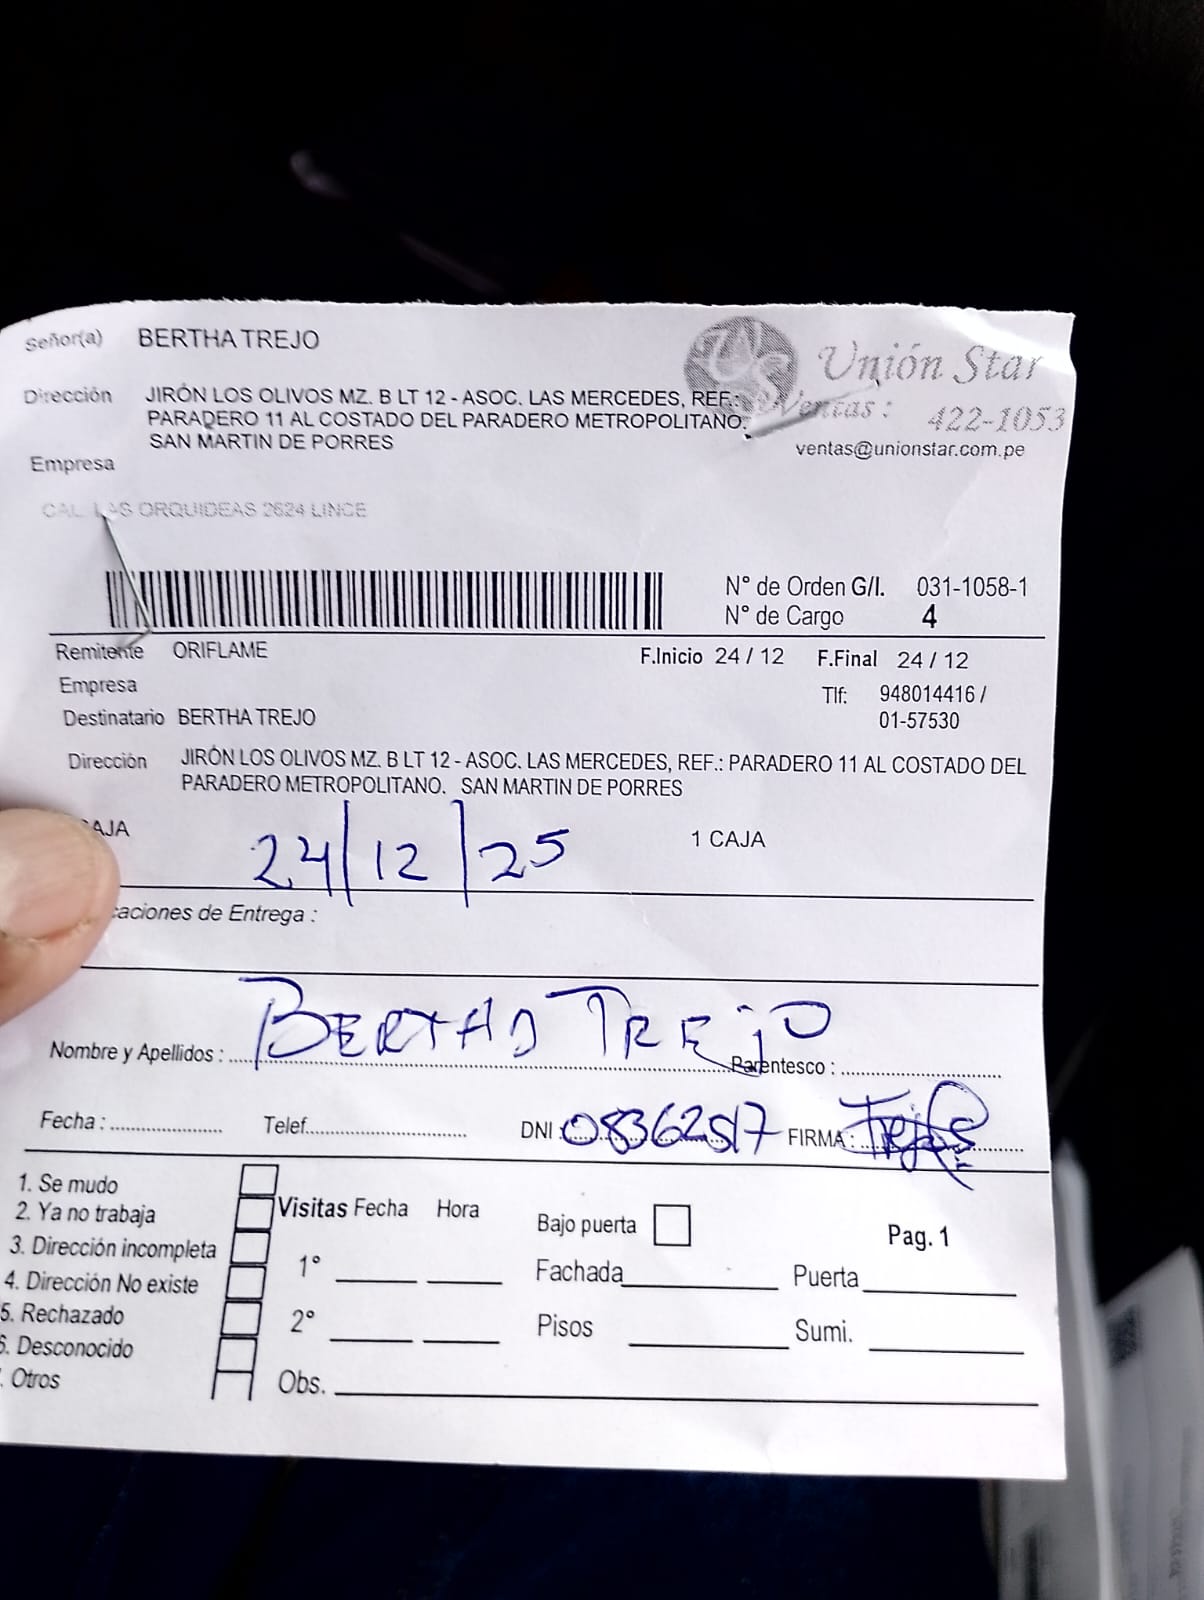 Señor(a) BERTHA TREJO
Unión Star
Dirección JIRÓN LOS OLIVOS MZ. B LT 12 - ASOC. LAS MERCEDES, REF.:
Ventas : 422-1053
PARADERO 11 AL COSTADO DEL PARADERO METROPOLITANO.
SAN MARTIN DE PORRES
ventas@unionstar.com.pe
Empresa
CAL. LAS ORQUIDEAS 2624 LINCE
N° de Orden G/I. 031-1058-1
N° de Cargo 4
Remitente ORIFLAME
F.Inicio 24 / 12 F.Final 24 / 12
Empresa
Tlf: 948014416 /
01-57530
Destinatario BERTHA TREJO
Dirección JIRÓN LOS OLIVOS MZ. B LT 12 - ASOC. LAS MERCEDES, REF.: PARADERO 11 AL COSTADO DEL
PARADERO METROPOLITANO. SAN MARTIN DE PORRES
AJA 24/12/25 1 CAJA
caciones de Entrega :
Nombre y Apellidos : BERTHA TREJO Parentesco :
Fecha : Telef. DNI FIRMA :
1. Se mudo
2. Ya no trabaja
3. Dirección incompleta
4. Dirección No existe
5. Rechazado
6. Desconocido
. Otros
Visitas Fecha Hora
1°
2°
Obs.
Bajo puerta
Fachada Puerta
Pisos Sumi.
Pag. 1